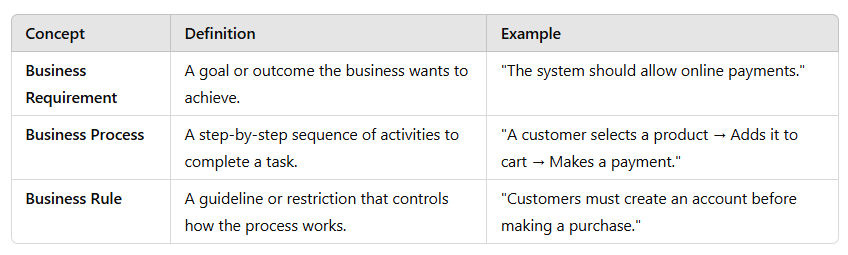 Concept Definition Example
Business Requirement A goal or outcome the business wants to achieve. "The system should allow online payments."
Business Process A step-by-step sequence of activities to complete a task. "A customer selects a product → Adds it to cart → Makes a payment."
Business Rule A guideline or restriction that controls how the process works. "Customers must create an account before making a purchase."